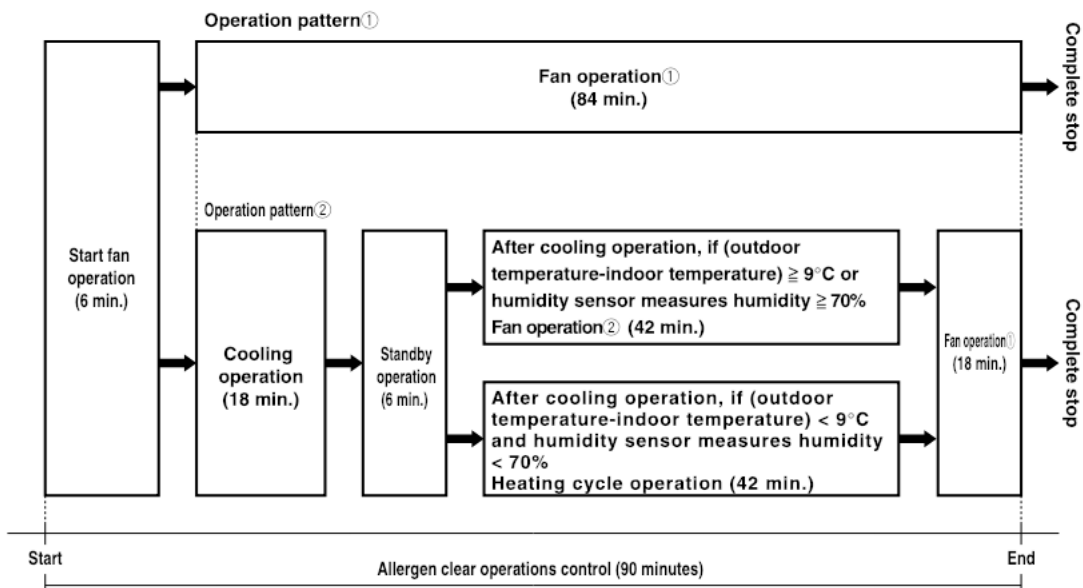 Operation pattern①
Fan operation①
(84 min.)
Complete stop
Start fan
operation
(6 min.)
Operation pattern②
Cooling
operation
(18 min.)
Standby
operation
(6 min.)
After cooling operation, if (outdoor
temperature-indoor temperature) ≧ 9°C or
humidity sensor measures humidity ≧ 70%
Fan operation② (42 min.)
After cooling operation, if (outdoor
temperature-indoor temperature) < 9°C
and humidity sensor measures humidity
< 70%
Heating cycle operation (42 min.)
Fan operation①
(18 min.)
Complete stop
Start
End
Allergen clear operations control (90 minutes)